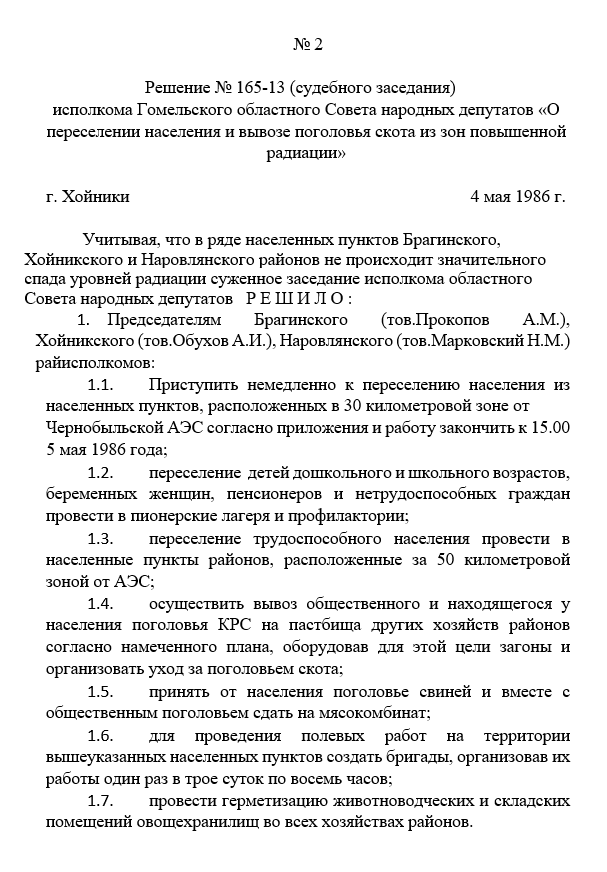 № 2
Решение № 165-13 (судебного заседания)
исполкома Гомельского областного Совета народных депутатов «О
переселении населения и вывозе поголовья скота из зон повышенной
радиации»
г. Хойники 4 мая 1986 г.
Учитывая, что в ряде населенных пунктов Брагинского,
Хойникского и Наровлянского районов не происходит значительного
спада уровней радиации суженное заседание исполкома областного
Совета народных депутатов Р Е Ш И Л О :
1. Председателям Брагинского (тов.Прокопов А.М.),
Хойникского (тов.Обухов А.И.), Наровлянского (тов.Марковский Н.М.)
райисполкомов:
1.1. Приступить немедленно к переселению населения из
населенных пунктов, расположенных в 30 километровой зоне от
Чернобыльской АЭС согласно приложения и работу закончить к 15.00
5 мая 1986 года;
1.2. переселение детей дошкольного и школьного возрастов,
беременных женщин, пенсионеров и нетрудоспособных граждан
провести в пионерские лагеря и профилактории;
1.3. переселение трудоспособного населения провести в
населенные пункты районов, расположенные за 50 километровой
зоной от АЭС;
1.4. осуществить вывоз общественного и находящегося у
населения поголовья КРС на пастбища других хозяйств районов
согласно намеченного плана, оборудовав для этой цели загоны и
организовать уход за поголовьем скота;
1.5. принять от населения поголовье свиней и вместе с
общественным поголовьем сдать на мясокомбинат;
1.6. для проведения полевых работ на территории
вышеуказанных населенных пунктов создать бригады, организовав их
работы один раз в трое суток по восемь часов;
1.7. провести герметизацию животноводческих и складских
помещений овощехранилищ во всех хозяйствах районов.